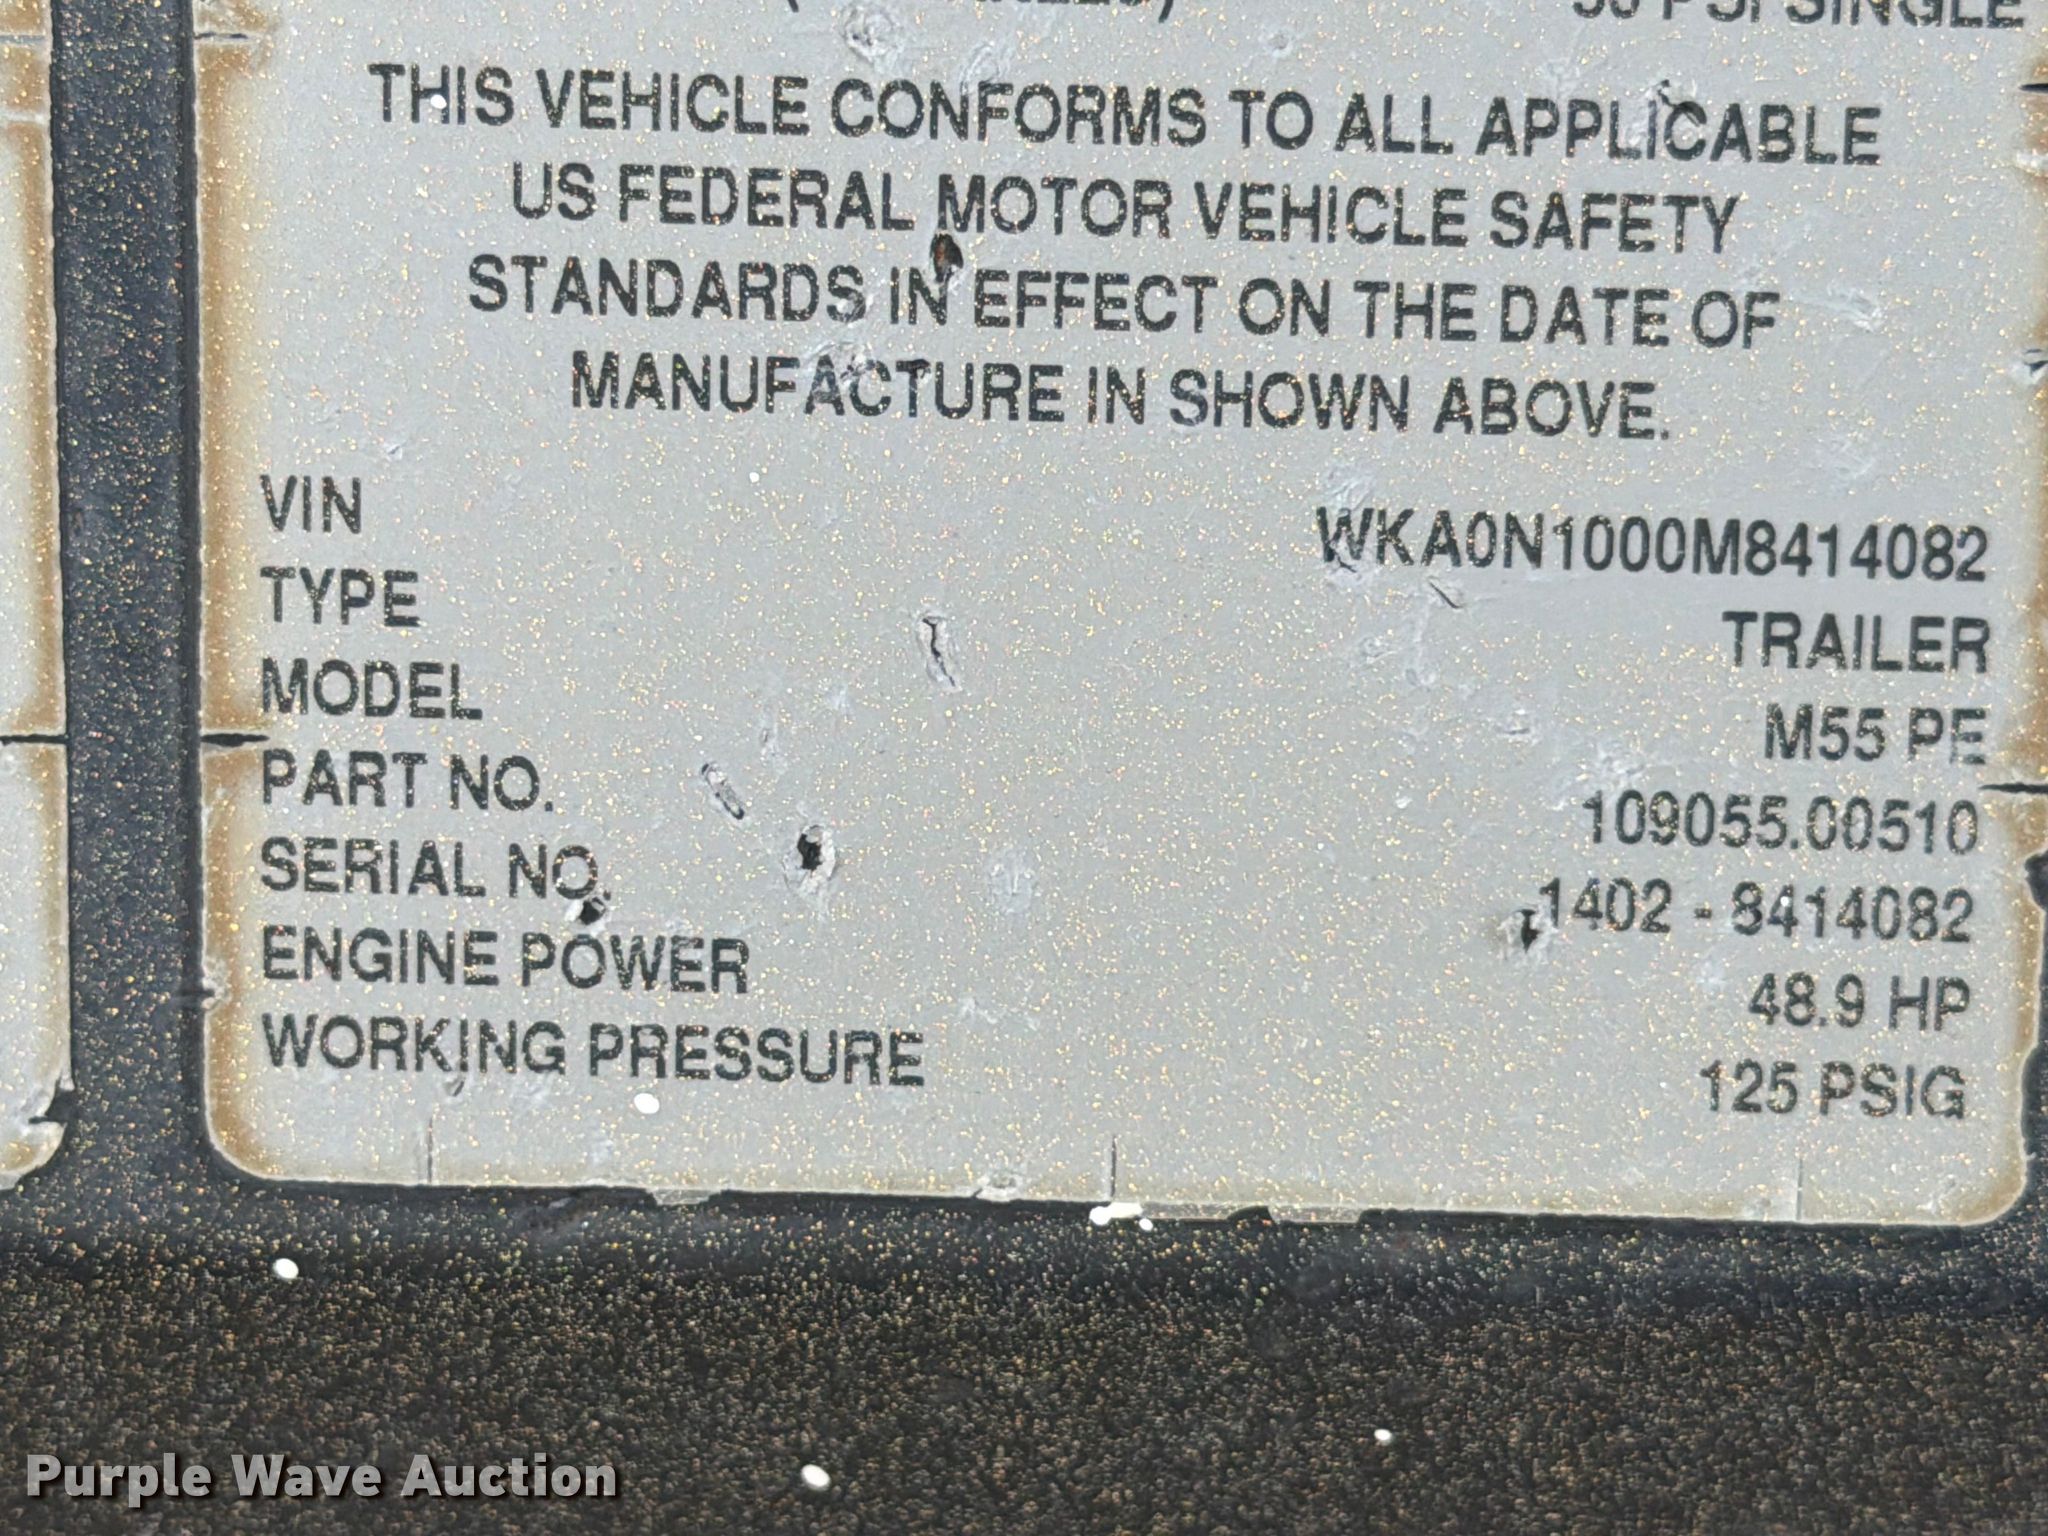 PSI SINGLE
THIS VEHICLE CONFORMS TO ALL APPLICABLE
US FEDERAL MOTOR VEHICLE SAFETY
STANDARDS IN EFFECT ON THE DATE OF
MANUFACTURE IN SHOWN ABOVE.
VIN WKA0N1000M8414082
TYPE TRAILER
MODEL M55 PE
PART NO. 109055.00510
SERIAL NO. 1402 - 8414082
ENGINE POWER 48.9 HP
WORKING PRESSURE 125 PSIG
Purple Wave Auction